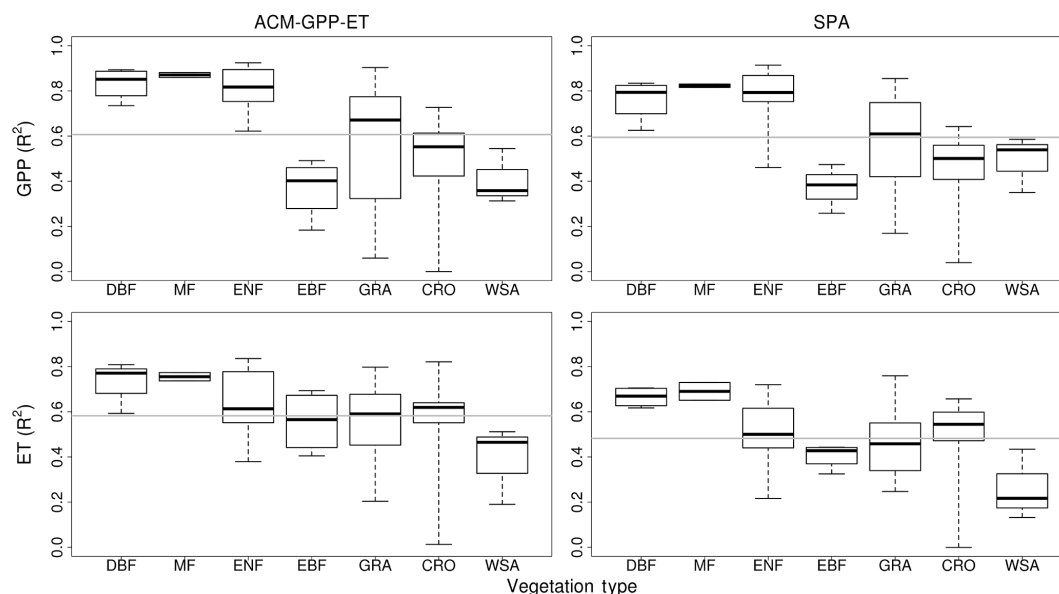 ACM-GPP-ET
SPA
GPP (R²)
1.0
0.8
0.6
0.4
0.2
0.0
DBF MF ENF EBF GRA CRO WSA
1.0
0.8
0.6
0.4
0.2
0.0
DBF MF ENF EBF GRA CRO WSA
ET (R²)
1.0
0.8
0.6
0.4
0.2
0.0
DBF MF ENF EBF GRA CRO WSA
1.0
0.8
0.6
0.4
0.2
0.0
DBF MF ENF EBF GRA CRO WSA
Vegetation type